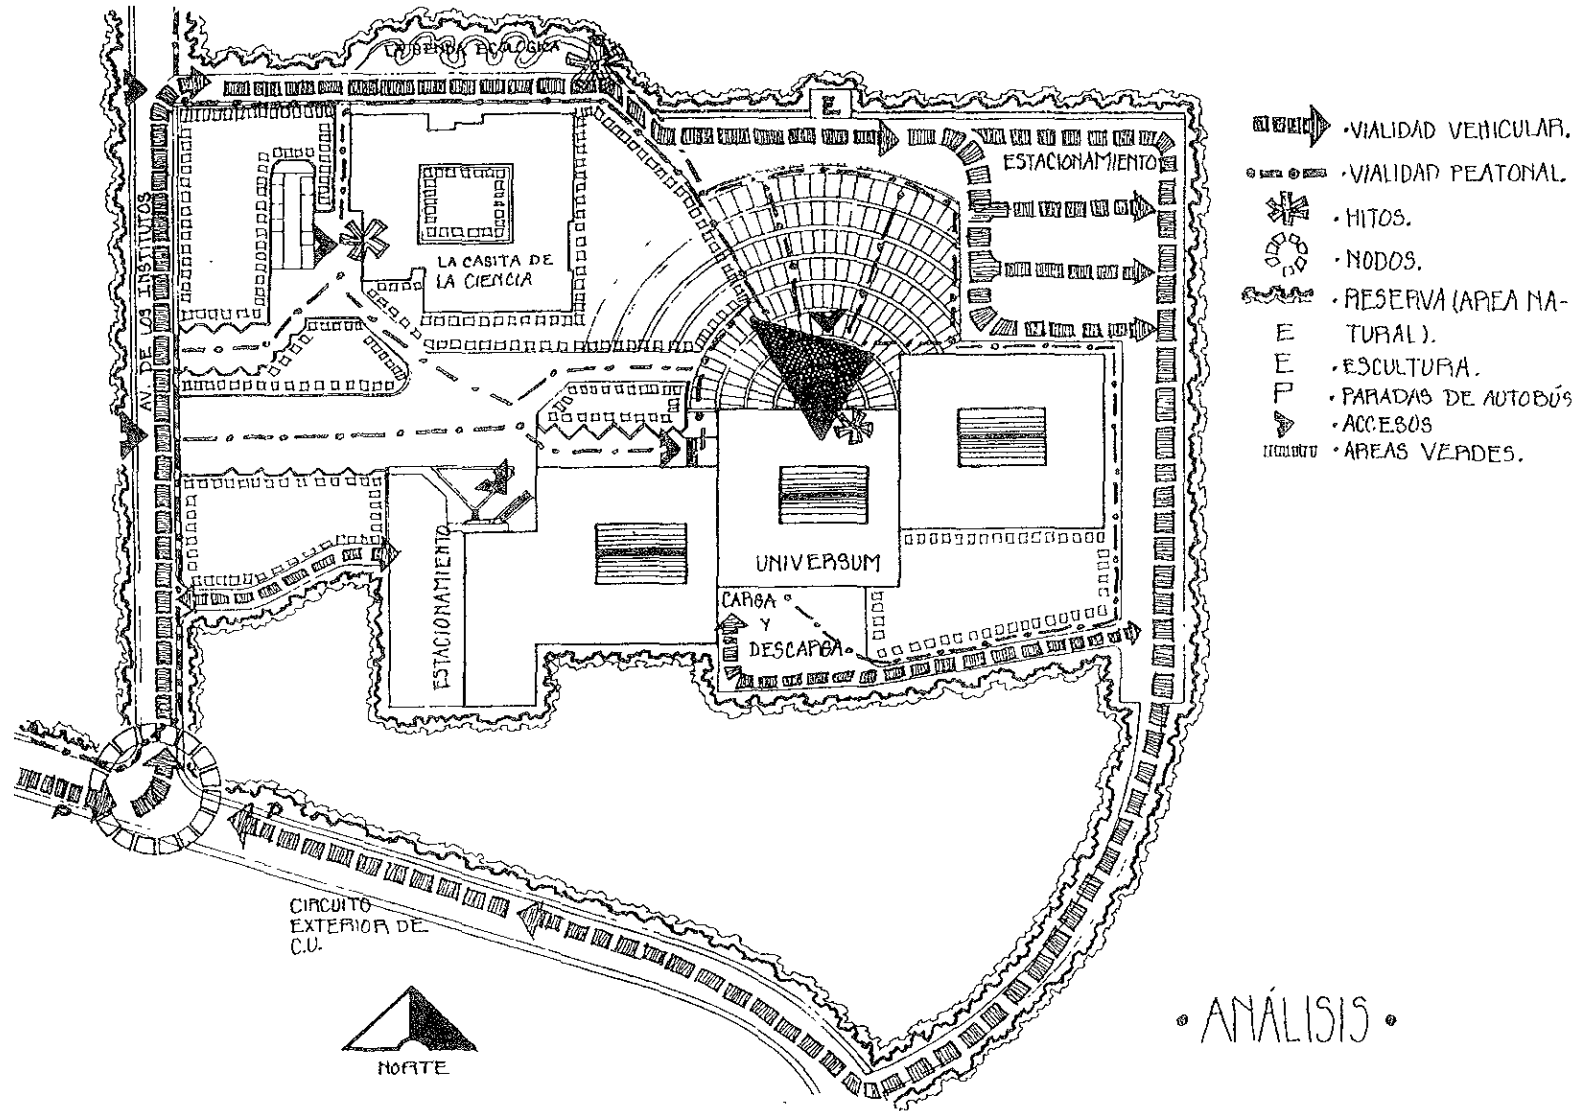 LA SENDA ECOLÓGICA
E
ESTACIONAMIENTO
AV. DE LOS INSTITUTOS
LA CASITA DE
LA CIENCIA
ESTACIONAMIENTO
UNIVERSUM
CARGA
Y
DESCARGA
P
P
CIRCUITO
EXTERIOR DE
C.U.
NORTE
• VIALIDAD VEHICULAR.
• VIALIDAD PEATONAL.
• HITOS.
• NODOS.
• RESERVA (AREA NA-
E TURAL).
E • ESCULTURA.
P • PARADAS DE AUTOBÚS
• ACCESOS
• AREAS VERDES.
• ANÁLISIS •